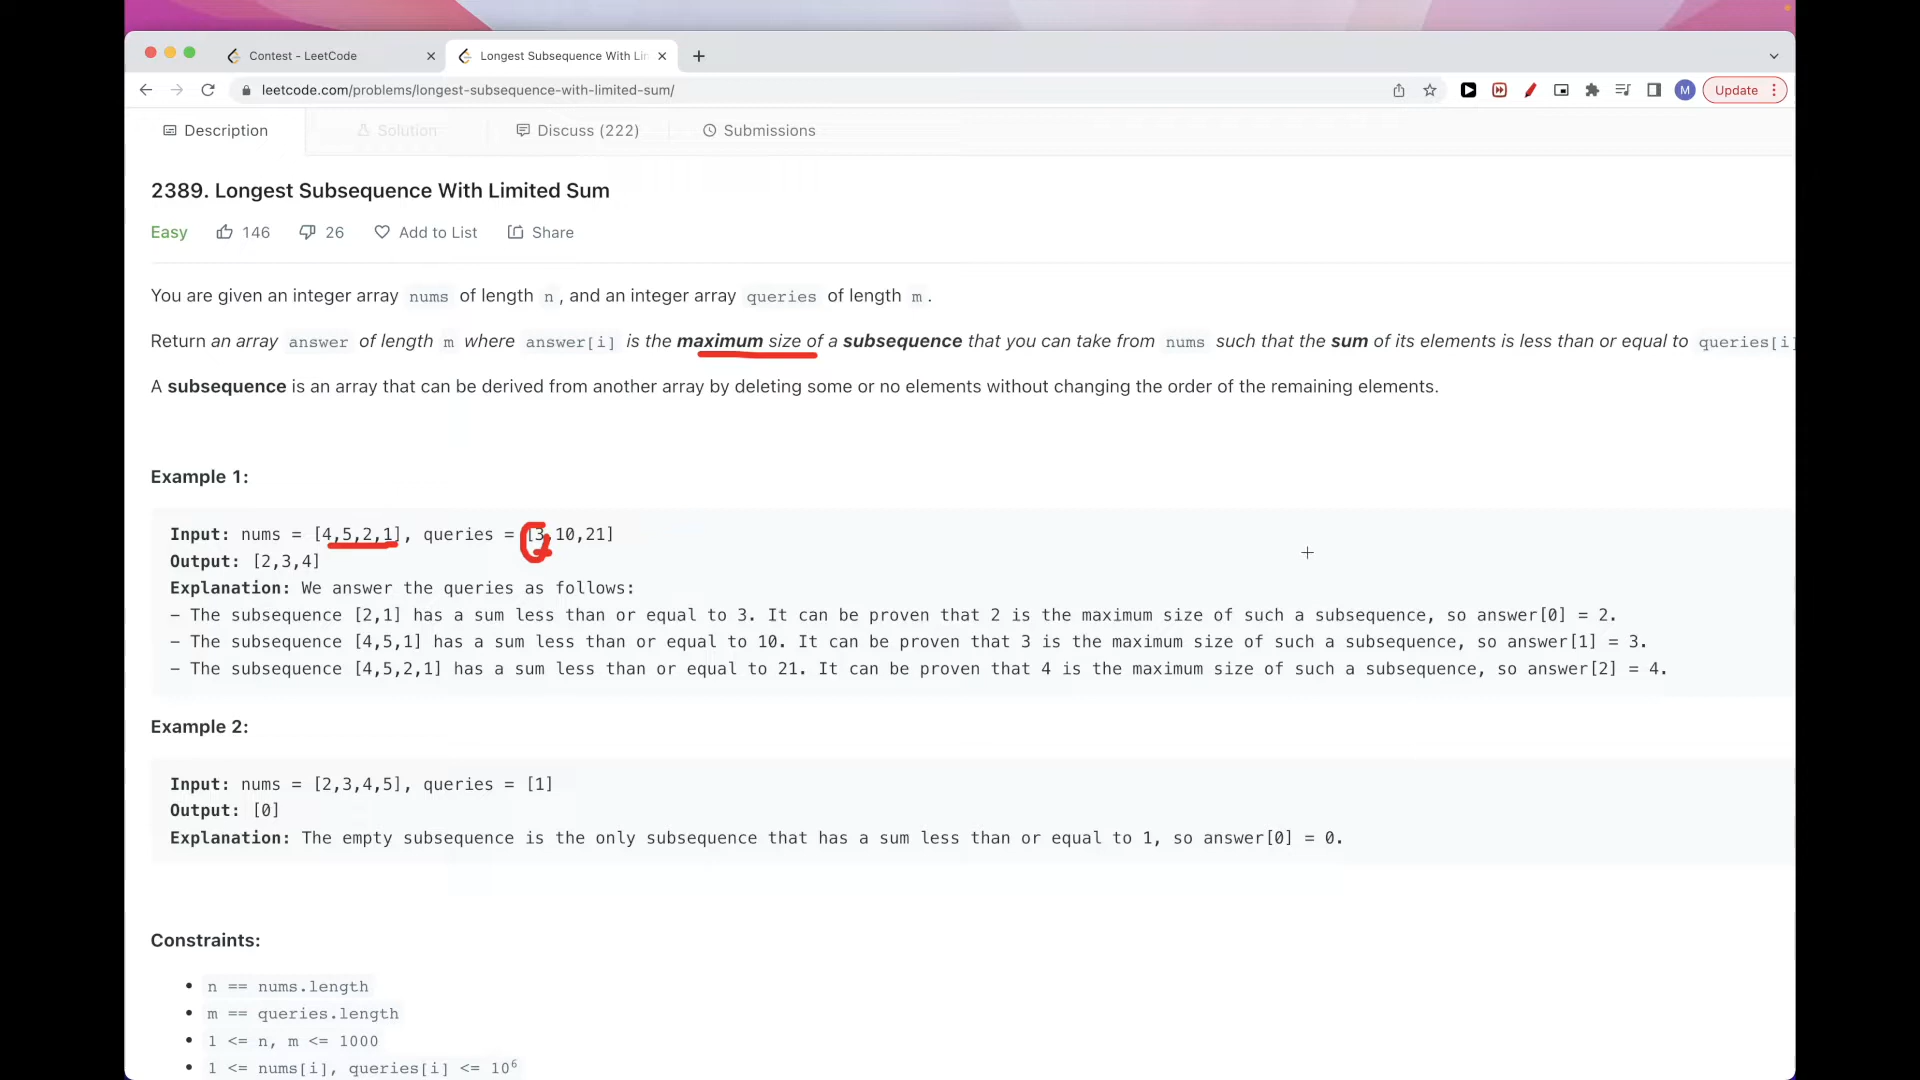 Contest - LeetCode
Longest Subsequence With Lin
leetcode.com/problems/longest-subsequence-with-limited-sum/
M
Update
Description
Solution
Discuss (222)
Submissions
2389. Longest Subsequence With Limited Sum
Easy 146 26 Add to List Share
You are given an integer array nums of length n, and an integer array queries of length m.
Return an array answer of length m where answer[i] is the maximum size of a subsequence that you can take from nums such that the sum of its elements is less than or equal to queries[i]
A subsequence is an array that can be derived from another array by deleting some or no elements without changing the order of the remaining elements.
Example 1:
Input: nums = [4,5,2,1], queries = [3,10,21]
Output: [2,3,4]
Explanation: We answer the queries as follows:
- The subsequence [2,1] has a sum less than or equal to 3. It can be proven that 2 is the maximum size of such a subsequence, so answer[0] = 2.
- The subsequence [4,5,1] has a sum less than or equal to 10. It can be proven that 3 is the maximum size of such a subsequence, so answer[1] = 3.
- The subsequence [4,5,2,1] has a sum less than or equal to 21. It can be proven that 4 is the maximum size of such a subsequence, so answer[2] = 4.
Example 2:
Input: nums = [2,3,4,5], queries = [1]
Output: [0]
Explanation: The empty subsequence is the only subsequence that has a sum less than or equal to 1, so answer[0] = 0.
Constraints:
• n == nums.length
• m == queries.length
• 1 <= n, m <= 1000
• 1 <= nums[i], queries[i] <= 10⁶